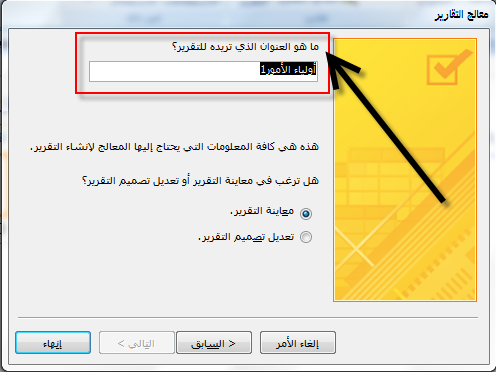 معالج التقارير
ما هو العنوان الذي تريده للتقرير؟
أولياء الأمور1
هذه هي كافة المعلومات التي يحتاج إليها المعالج لإنشاء التقرير.
هل ترغب في معاينة التقرير أو تعديل تصميم التقرير؟
معاينة التقرير.
تعديل تصميم التقرير.
إلغاء الأمر
< السابق
التالي >
إنهاء